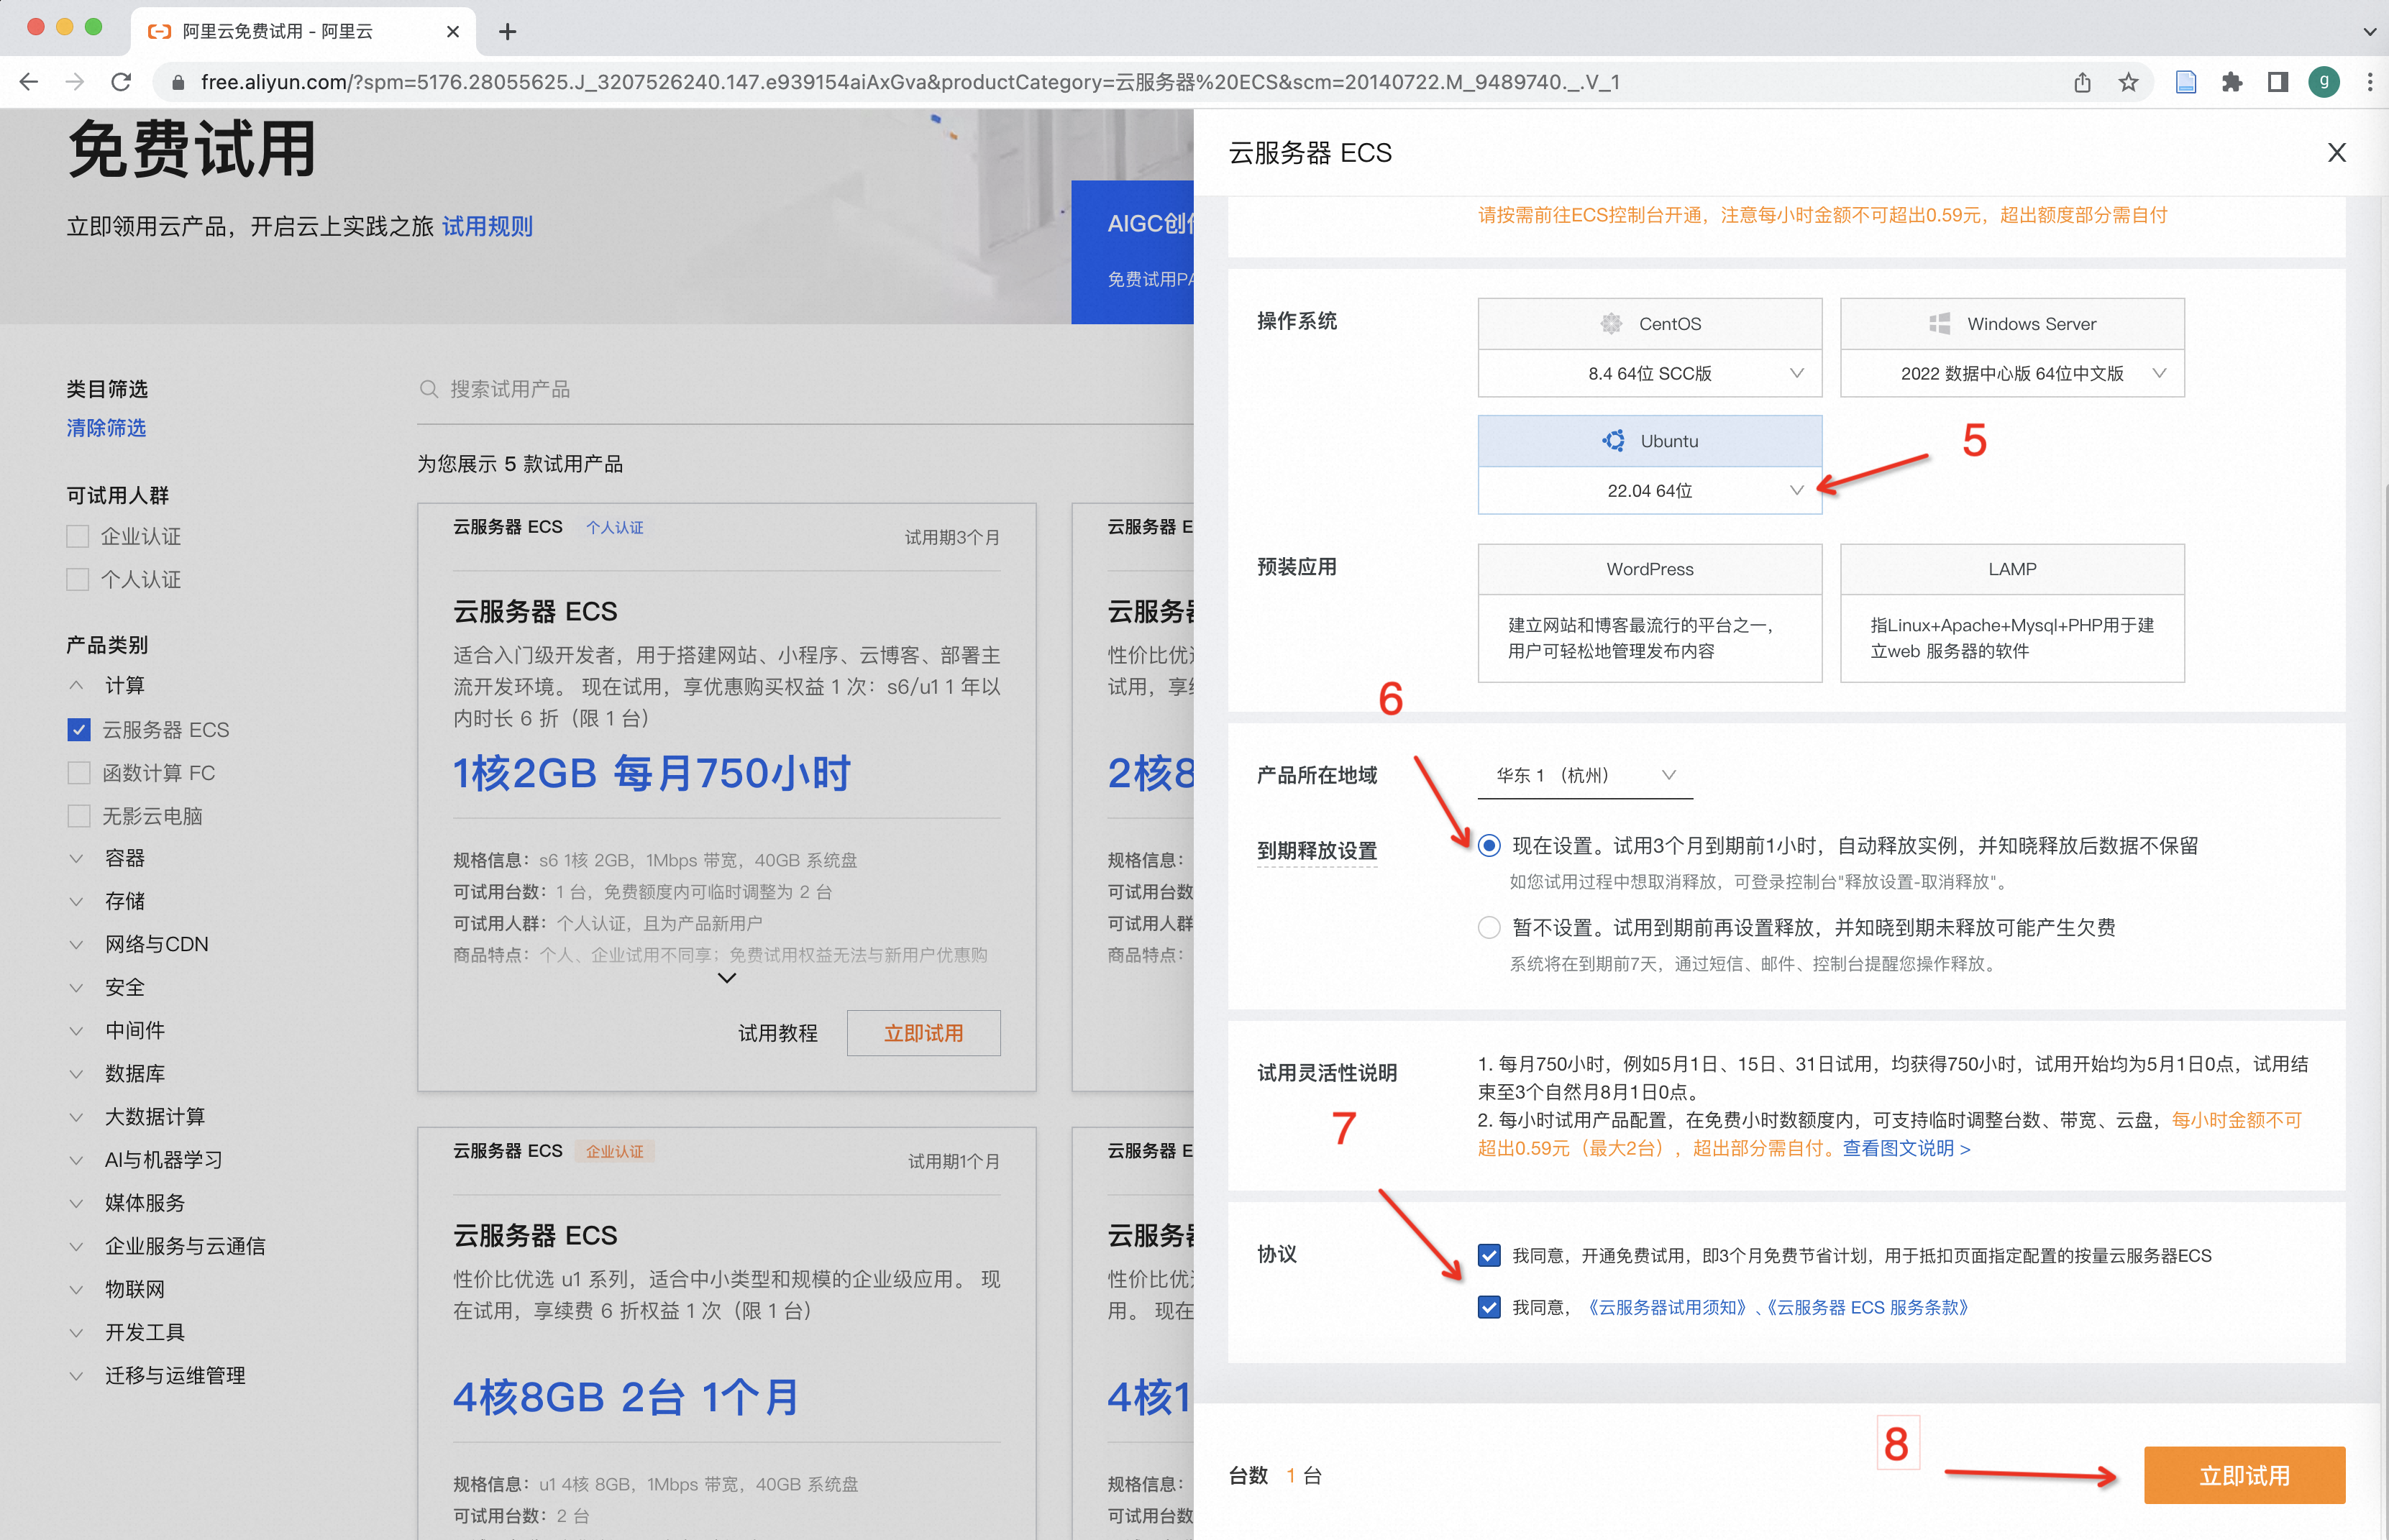 阿里云免费试用 - 阿里云
free.aliyun.com/?spm=5176.28055625.J_3207526240.147.e939154aiAxGva&productCategory=云服务器%20ECS&scm=20140722.M_9489740._.V_1
g
免费试用
立即领用云产品，开启云上实践之旅 试用规则
AIGC创
免费试用PA
类目筛选
清除筛选
可试用人群
企业认证
个人认证
产品类别
计算
云服务器 ECS
函数计算 FC
无影云电脑
容器
存储
网络与CDN
安全
中间件
数据库
大数据计算
AI与机器学习
媒体服务
企业服务与云通信
物联网
开发工具
迁移与运维管理
搜索试用产品
为您展示 5 款试用产品
云服务器 ECS 个人认证
试用期3个月
云服务器 ECS
适合入门级开发者，用于搭建网站、小程序、云博客、部署主
流开发环境。 现在试用，享优惠购买权益 1 次：s6/u1 1 年以
内时长 6 折（限 1 台）
1核2GB 每月750小时
规格信息：s6 1核 2GB，1Mbps 带宽，40GB 系统盘
可试用台数：1 台，免费额度内可临时调整为 2 台
可试用人群：个人认证，且为产品新用户
商品特点：个人、企业试用不同享；免费试用权益无法与新用户优惠购
试用教程
立即试用
云服务器 E
云服务器
性价比优
试用，享
2核8
规格信息：
可试用台数
可试用人群
商品特点：
云服务器 ECS 企业认证
试用期1个月
云服务器 ECS
性价比优选 u1 系列，适合中小类型和规模的企业级应用。 现
在试用，享续费 6 折权益 1 次（限 1 台）
4核8GB 2台 1个月
规格信息：u1 4核 8GB，1Mbps 带宽，40GB 系统盘
可试用台数：2 台
云服务器 E
云服务器
性价比优
用。 现在
4核1
规格信息：
可试用台数
云服务器 ECS
X
请按需前往ECS控制台开通，注意每小时金额不可超出0.59元，超出额度部分需自付
操作系统
CentOS
8.4 64位 SCC版
Windows Server
2022 数据中心版 64位中文版
Ubuntu
22.04 64位
5
预装应用
WordPress
建立网站和博客最流行的平台之一，
用户可轻松地管理发布内容
LAMP
指Linux+Apache+Mysql+PHP用于建
立web 服务器的软件
6
产品所在地域
华东 1 （杭州）
到期释放设置
现在设置。试用3个月到期前1小时，自动释放实例，并知晓释放后数据不保留
如您试用过程中想取消释放，可登录控制台"释放设置-取消释放"。
暂不设置。试用到期前再设置释放，并知晓到期未释放可能产生欠费
系统将在到期前7天，通过短信、邮件、控制台提醒您操作释放。
试用灵活性说明
1. 每月750小时，例如5月1日、15日、31日试用，均获得750小时，试用开始均为5月1日0点，试用结
束至3个自然月8月1日0点。
2. 每小时试用产品配置，在免费小时数额度内，可支持临时调整台数、带宽、云盘，每小时金额不可
超出0.59元（最大2台），超出部分需自付。查看图文说明 >
7
协议
我同意，开通免费试用，即3个月免费节省计划，用于抵扣页面指定配置的按量云服务器ECS
我同意，《云服务器试用须知》、《云服务器 ECS 服务条款》
8
台数 1 台
立即试用